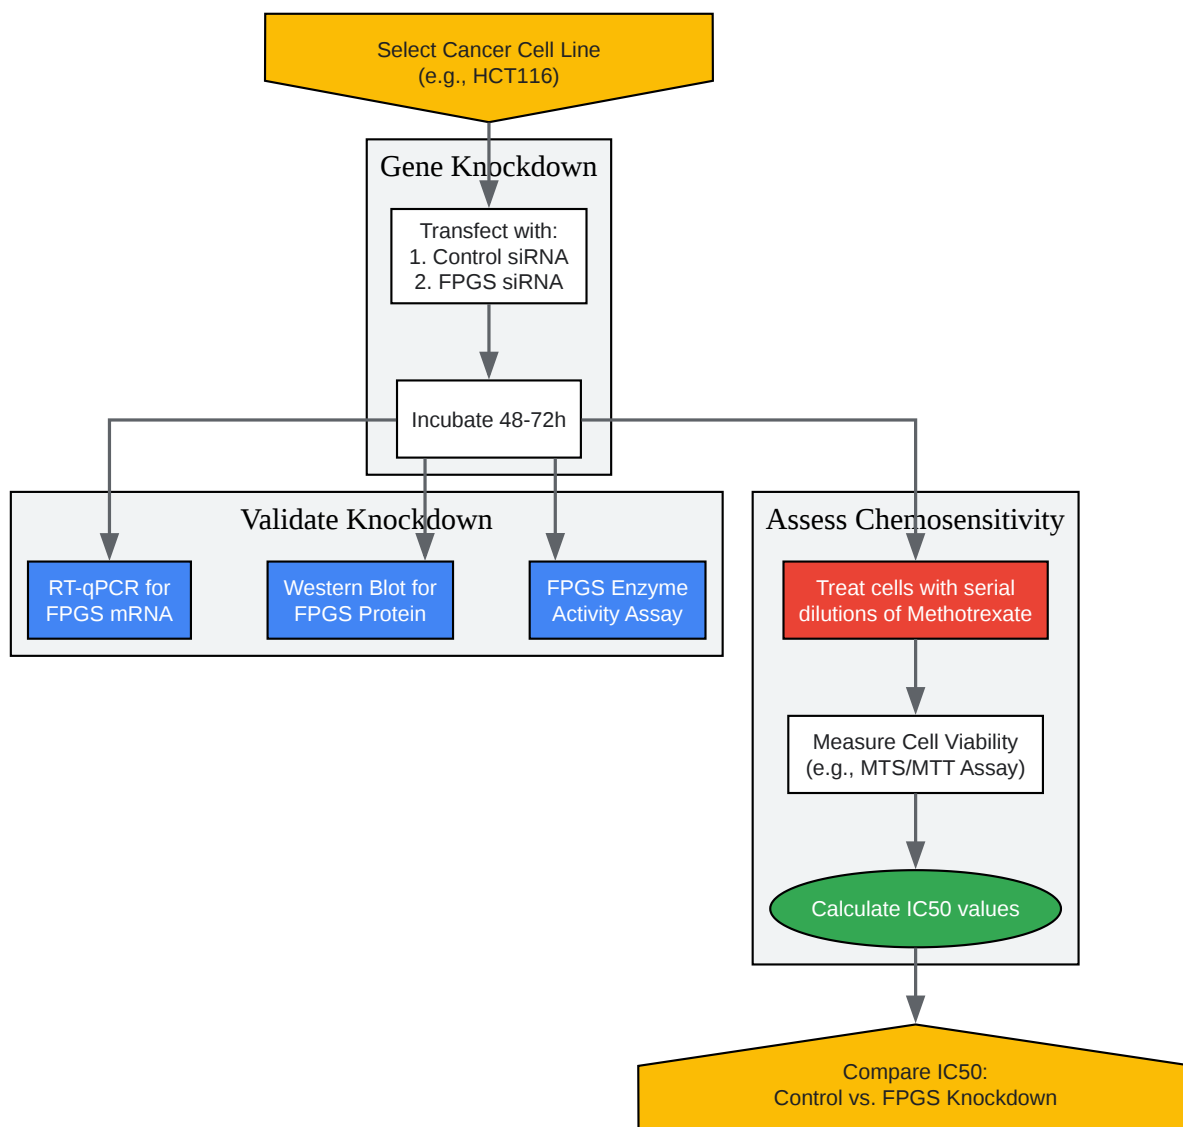 Select Cancer Cell Line
(e.g., HCT116)
Gene Knockdown
Transfect with:
1. Control siRNA
2. FPGS siRNA
Incubate 48-72h
Validate Knockdown
RT-qPCR for
FPGS mRNA
Western Blot for
FPGS Protein
FPGS Enzyme
Activity Assay
Assess Chemosensitivity
Treat cells with serial
dilutions of Methotrexate
Measure Cell Viability
(e.g., MTS/MTT Assay)
Calculate IC50 values
Compare IC50:
Control vs. FPGS Knockdown